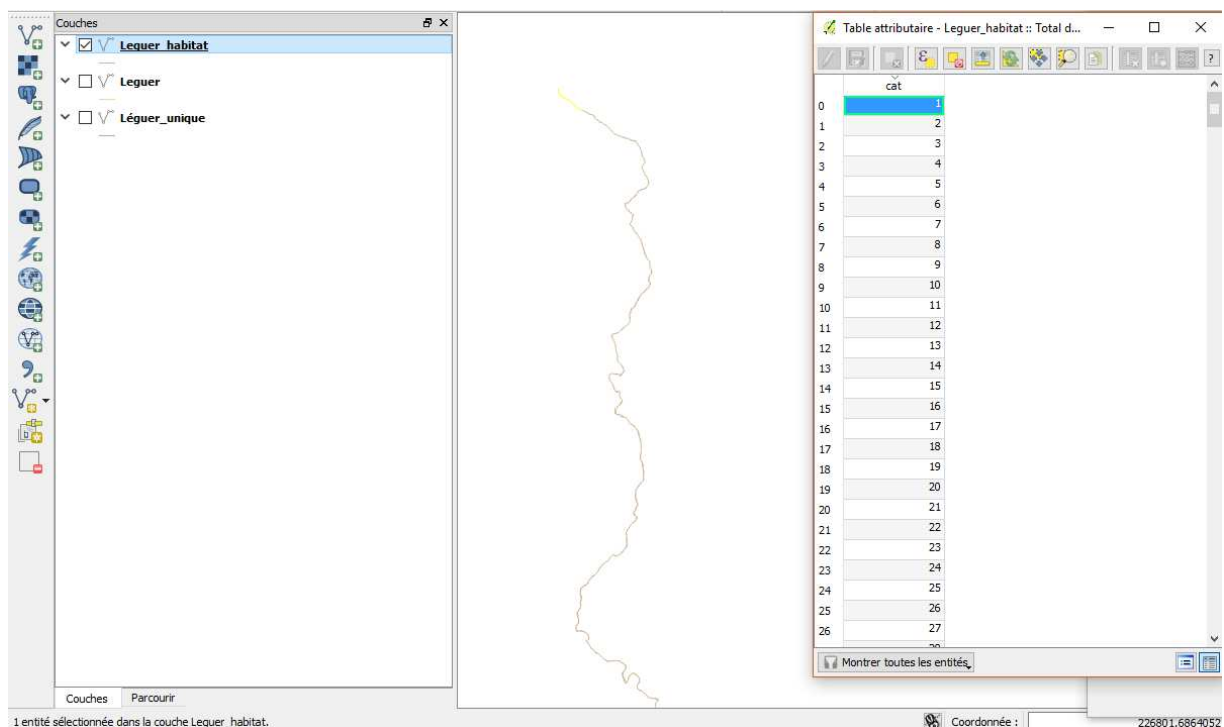 Couches
Leguer_habitat
Leguer
Léguer_unique
Couches
Parcourir
Table attributaire - Leguer_habitat :: Total d...
ε
?
cat
0 1
1 2
2 3
3 4
4 5
5 6
6 7
7 8
8 9
9 10
10 11
11 12
12 13
13 14
14 15
15 16
16 17
17 18
18 19
19 20
20 21
21 22
22 23
23 24
24 25
25 26
26 27
Montrer toutes les entités
1 entité sélectionnée dans la couche Leguer_habitat.
Coordonnée :
226801,6864052